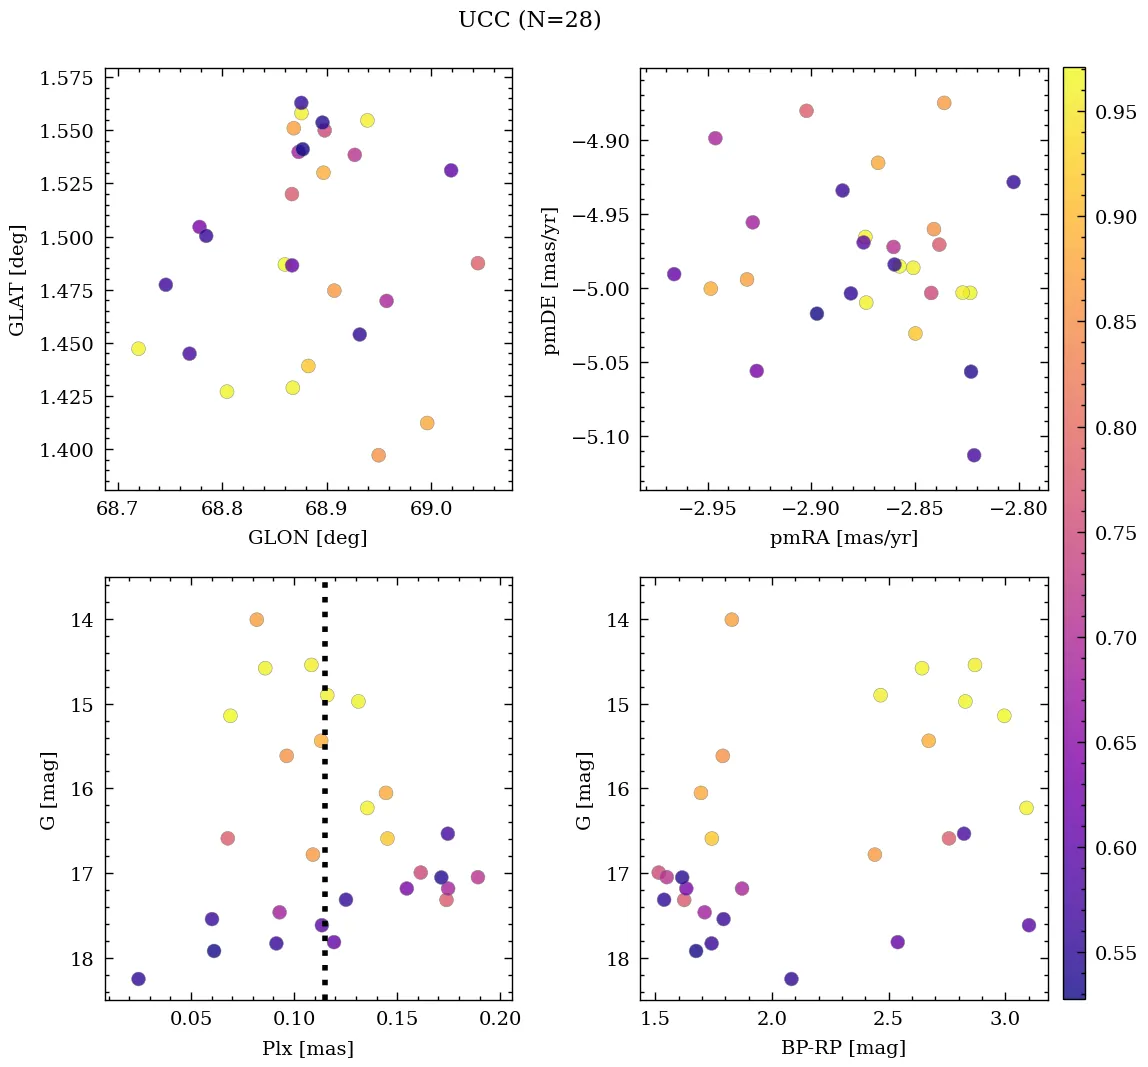 UCC (N=28)
1.575
1.550
1.525
1.500
1.475
1.450
1.425
1.400
GLAT [deg]
68.7 68.8 68.9 69.0
GLON [deg]
−4.90
−4.95
−5.00
−5.05
−5.10
pmDE [mas/yr]
−2.95 −2.90 −2.85 −2.80
pmRA [mas/yr]
14
15
16
17
18
G [mag]
0.05 0.10 0.15 0.20
Plx [mas]
14
15
16
17
18
G [mag]
1.5 2.0 2.5 3.0
BP-RP [mag]
0.95
0.90
0.85
0.80
0.75
0.70
0.65
0.60
0.55